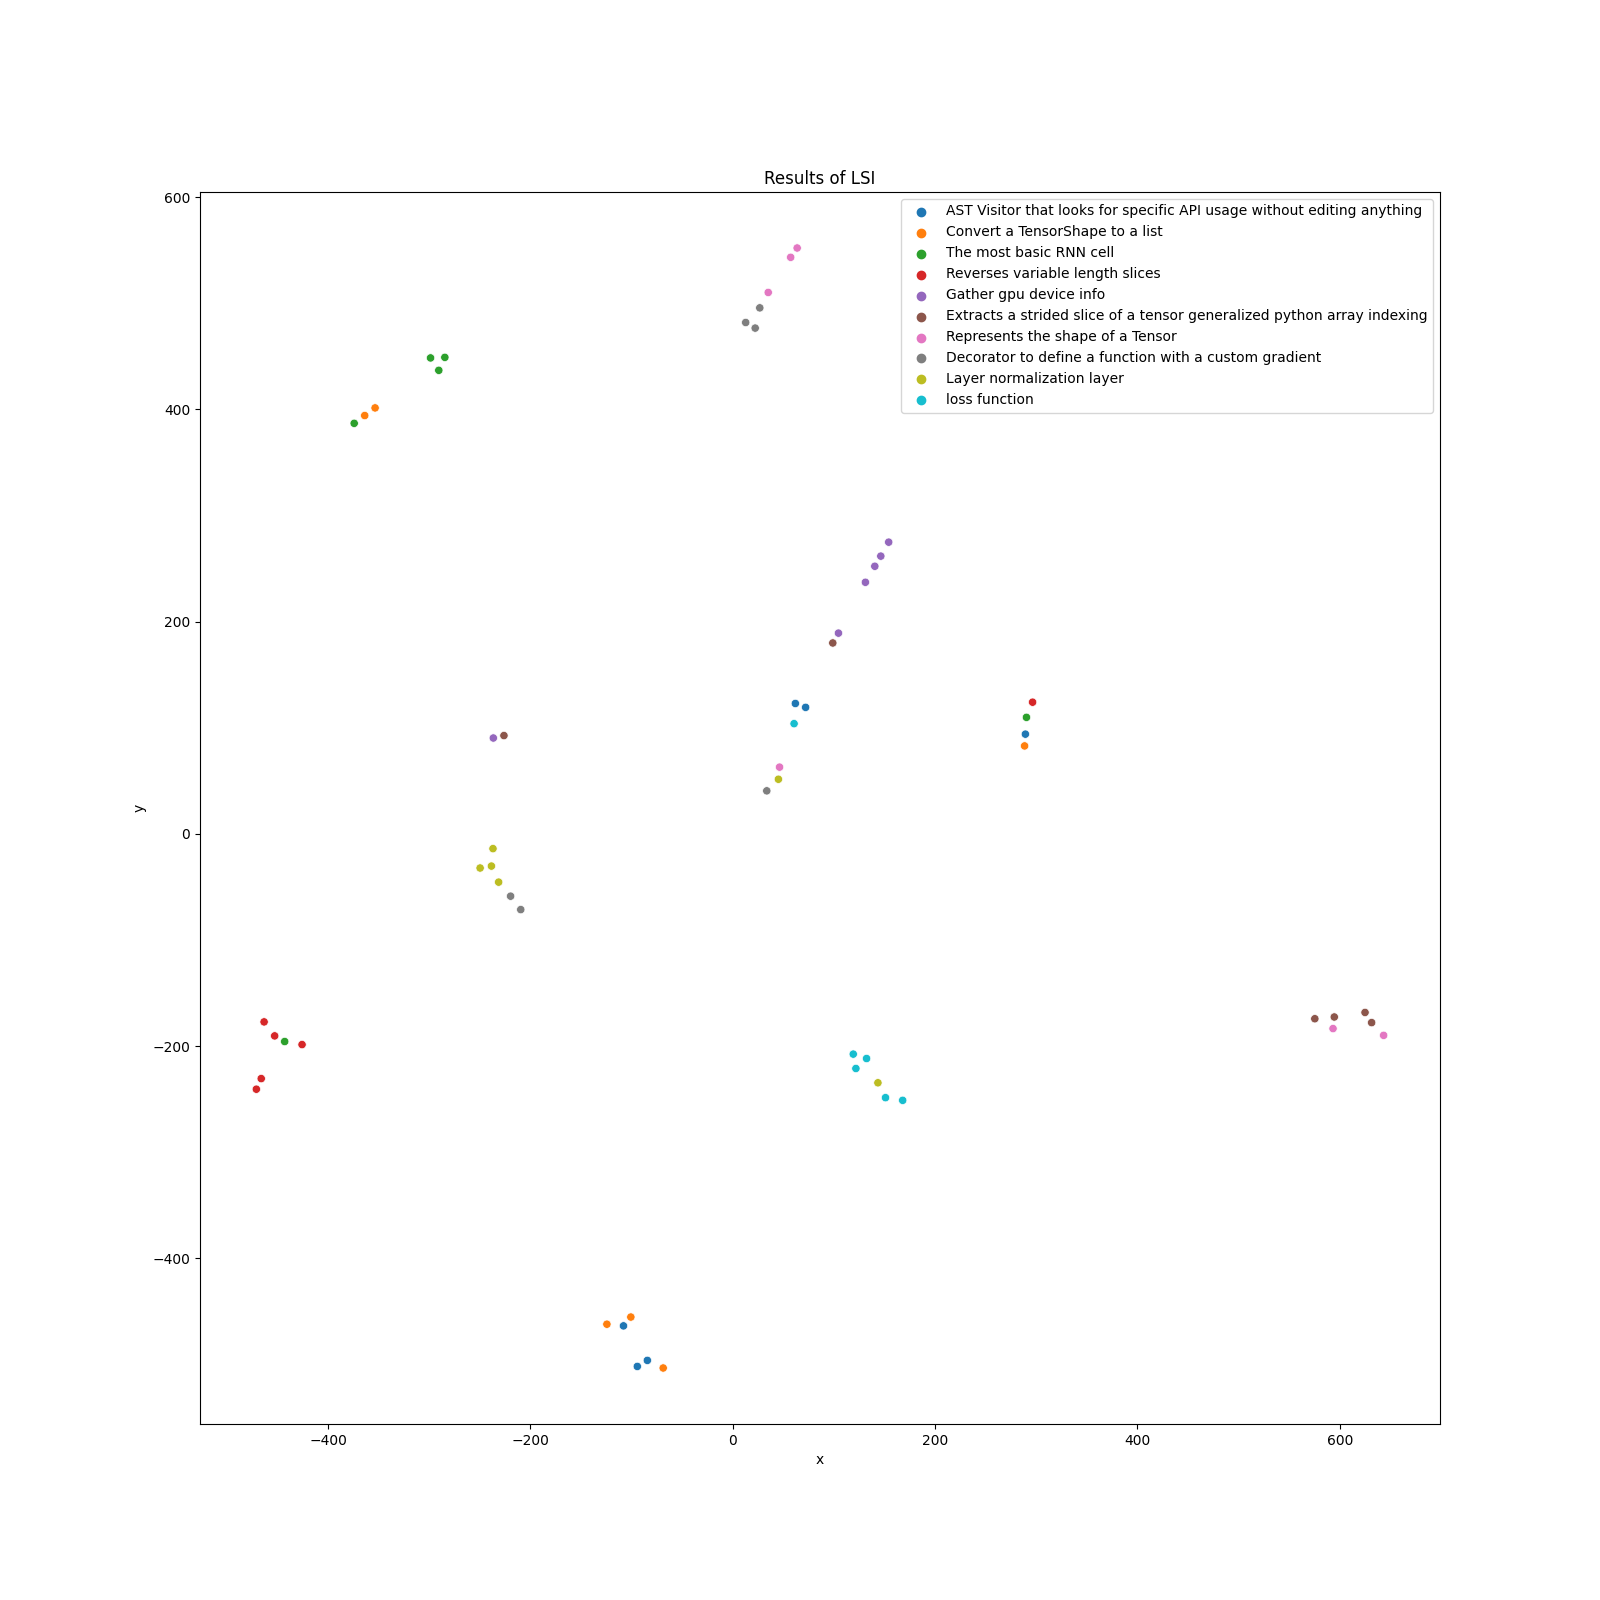 Results of LSI
AST Visitor that looks for specific API usage without editing anything
Convert a TensorShape to a list
The most basic RNN cell
Reverses variable length slices
Gather gpu device info
Extracts a strided slice of a tensor generalized python array indexing
Represents the shape of a Tensor
Decorator to define a function with a custom gradient
Layer normalization layer
loss function
600
400
200
0
−200
−400
y
−400 −200 0 200 400 600
x